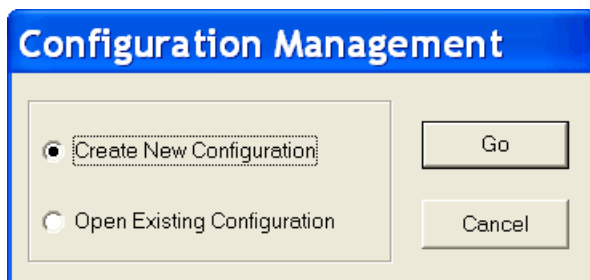 Configuration Management
Create New Configuration
Go
Open Existing Configuration
Cancel